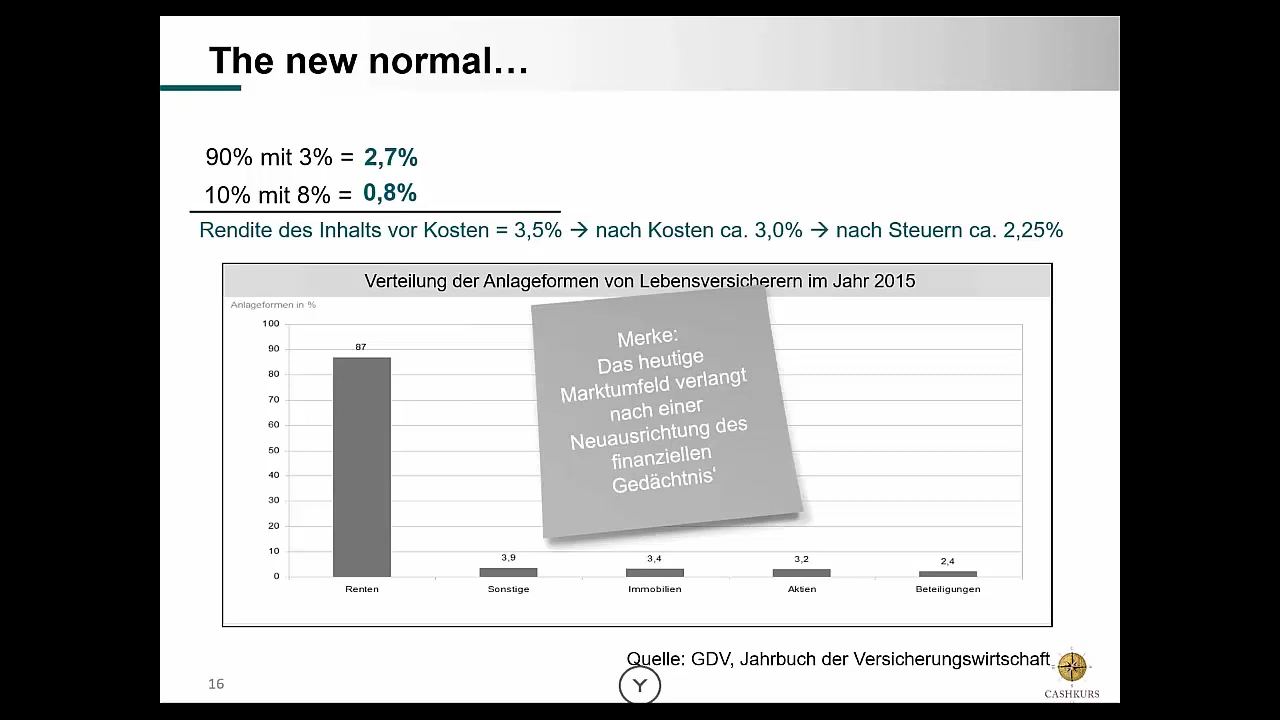 The new normal…
90% mit 3% = 2,7%
10% mit 8% = 0,8%
Rendite des Inhalts vor Kosten = 3,5% → nach Kosten ca. 3,0% → nach Steuern ca. 2,25%
Verteilung der Anlageformen von Lebensversicherern im Jahr 2015
Anlageformen in %
100
90
80
70
60
50
40
30
20
10
0
87
3,9
3,4
3,2
2,4
Renten
Sonstige
Immobilien
Aktien
Beteiligungen
Merke:
Das heutige
Marktumfeld verlangt
nach einer
Neuausrichtung des
finanziellen
Gedächtnis‘
Quelle: GDV, Jahrbuch der Versicherungswirtschaft
16
Y
CASHKURS